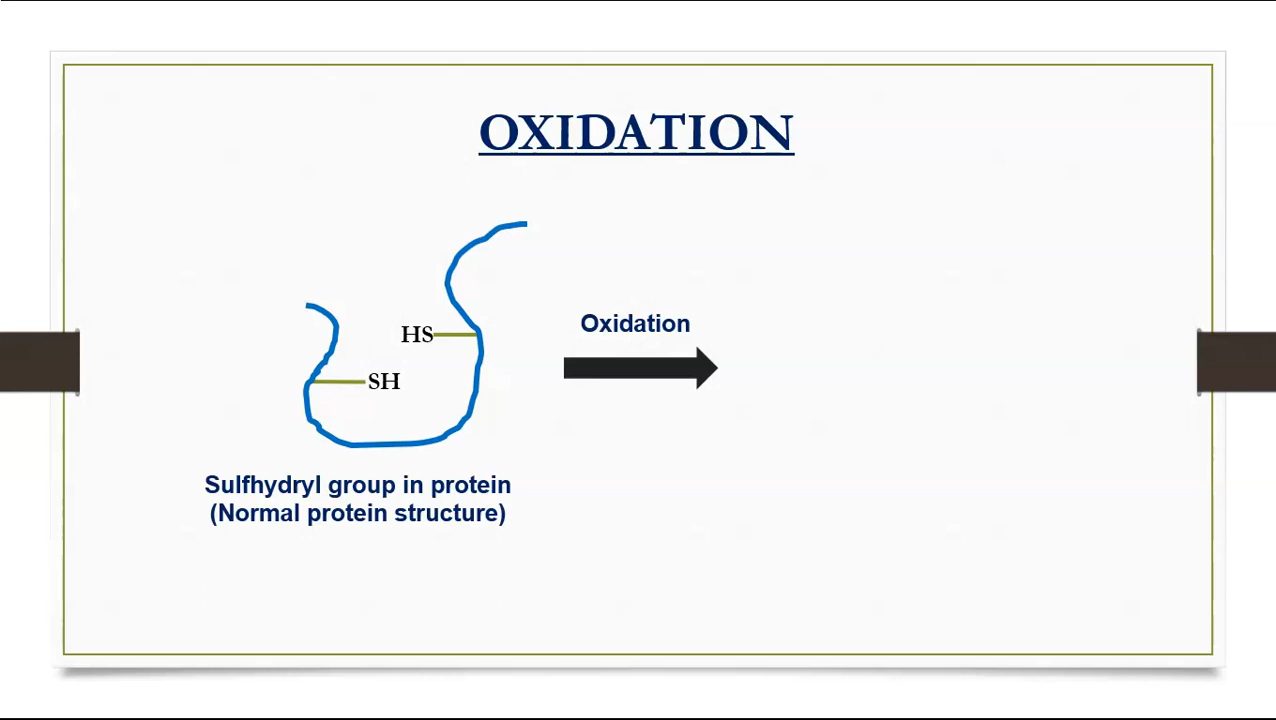 OXIDATION
HS
SH
Oxidation
Sulfhydryl group in protein
(Normal protein structure)